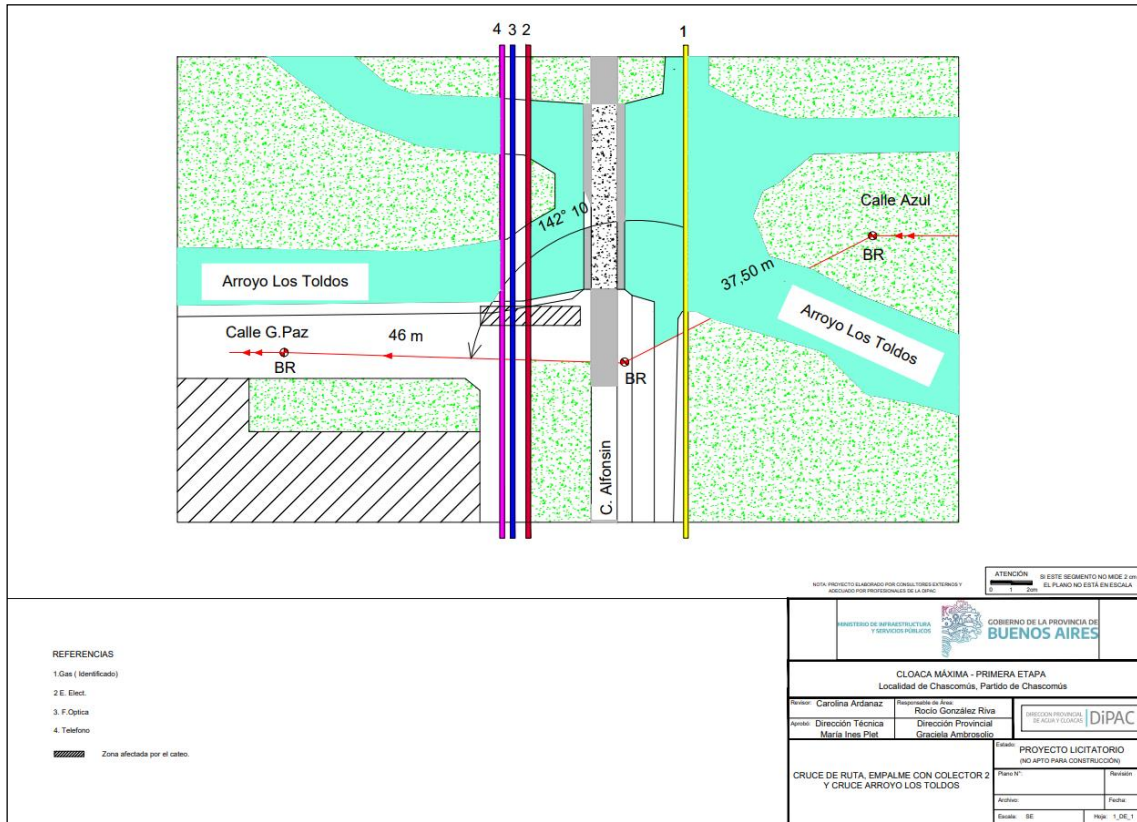 4 3 2
1
142° 10
Calle Azul
BR
37,50 m
Arroyo Los Toldos
Arroyo Los Toldos
Calle G.Paz
46 m
BR
BR
C. Alfonsin
NOTA: PROYECTO ELABORADO POR CONSULTORES EXTERNOS Y
ADECUADO POR PROFESIONALES DE LA DIPAC
ATENCIÓN
0 1 2cm
SI ESTE SEGMENTO NO MIDE 2 cm
EL PLANO NO ESTÁ EN ESCALA
MINISTERIO DE INFRAESTRUCTURA
Y SERVICIOS PÚBLICOS
GOBIERNO DE LA PROVINCIA DE
BUENOS AIRES
REFERENCIAS
1.Gas ( Identificado)
2 E. Elect.
3. F.Optica
4. Telefono
Zona afectada por el cateo.
CLOACA MÁXIMA - PRIMERA ETAPA
Localidad de Chascomús, Partido de Chascomús
Revisor: Carolina Ardanaz
Responsable de Área:
Rocío González Riva
Aprobó: Dirección Técnica
María Ines Plet
Dirección Provincial
Graciela Ambrosolio
DIRECCIÓN PROVINCIAL
DE AGUA Y CLOACAS
DiPAC
CRUCE DE RUTA, EMPALME CON COLECTOR 2
Y CRUCE ARROYO LOS TOLDOS
Estado: PROYECTO LICITATORIO
(NO APTO PARA CONSTRUCCIÓN)
Plano N°: Revisión
Archivo: Fecha
Escala: SE Hoja: 1_DE_1